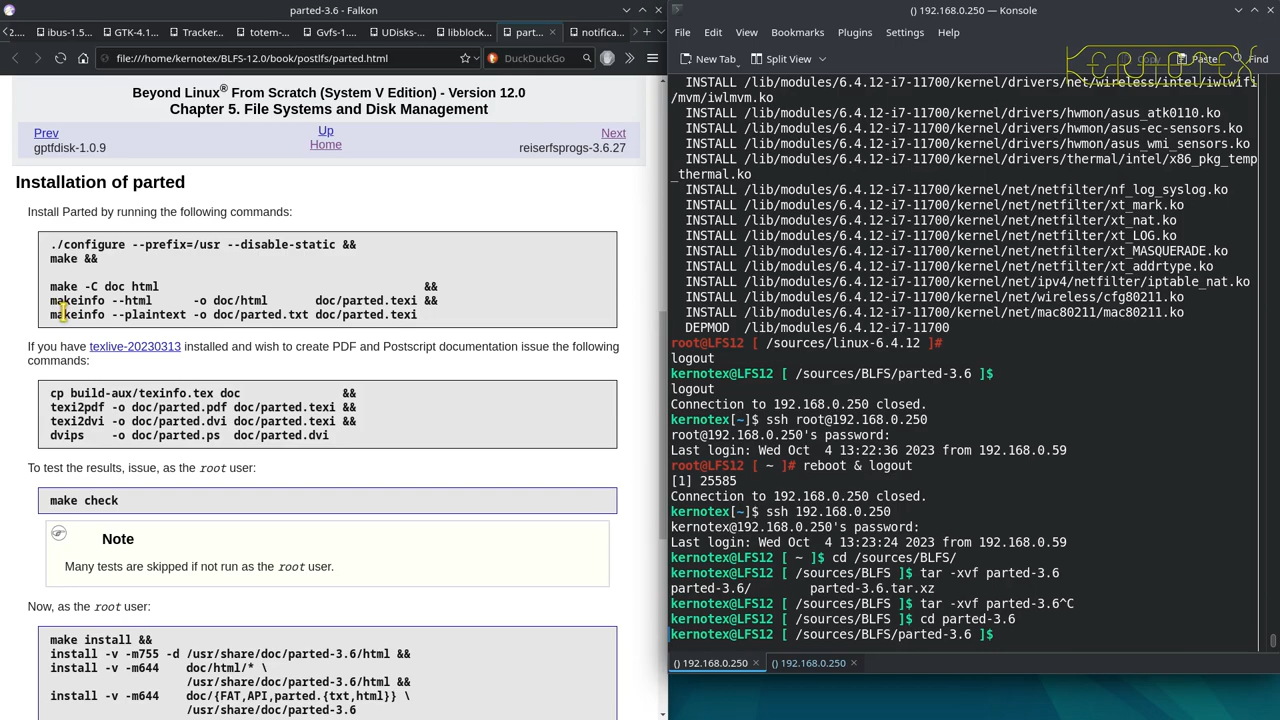 parted-3.6 - Falkon
2....
ibus-1.5...
GTK-4.1...
Tracker...
totem-...
Gvfs-1...
UDisks-...
libblock...
part...
notifica...
file:///home/kernotex/BLFS-12.0/book/postlfs/parted.html
DuckDuckGo
Beyond Linux® From Scratch (System V Edition) - Version 12.0
Chapter 5. File Systems and Disk Management
Prev
Up
Next
gptfdisk-1.0.9
Home
reiserfsprogs-3.6.27
Installation of parted
Install Parted by running the following commands:
./configure --prefix=/usr --disable-static &&
make &&
make -C doc html &&
makeinfo --html -o doc/html doc/parted.texi &&
makeinfo --plaintext -o doc/parted.txt doc/parted.texi
If you have texlive-20230313 installed and wish to create PDF and Postscript documentation issue the following
commands:
cp build-aux/texinfo.tex doc &&
texi2pdf -o doc/parted.pdf doc/parted.texi &&
texi2dvi -o doc/parted.dvi doc/parted.texi &&
dvips -o doc/parted.ps doc/parted.dvi
To test the results, issue, as the root user:
make check
Note
Many tests are skipped if not run as the root user.
Now, as the root user:
make install &&
install -v -m755 -d /usr/share/doc/parted-3.6/html &&
install -v -m644 doc/html/* \
/usr/share/doc/parted-3.6/html &&
install -v -m644 doc/{FAT,API,parted.{txt,html}} \
/usr/share/doc/parted-3.6
() 192.168.0.250 — Konsole
File Edit View Bookmarks Plugins Settings Help
New Tab Split View Copy Paste Find
KERNOTEX
INSTALL /lib/modules/6.4.12-i7-11700/kernel/drivers/net/wireless/intel/iwlwifi
/mvm/iwlmvm.ko
INSTALL /lib/modules/6.4.12-i7-11700/kernel/drivers/hwmon/asus_atk0110.ko
INSTALL /lib/modules/6.4.12-i7-11700/kernel/drivers/hwmon/asus-ec-sensors.ko
INSTALL /lib/modules/6.4.12-i7-11700/kernel/drivers/hwmon/asus_wmi_sensors.ko
INSTALL /lib/modules/6.4.12-i7-11700/kernel/drivers/thermal/intel/x86_pkg_temp
_thermal.ko
INSTALL /lib/modules/6.4.12-i7-11700/kernel/net/netfilter/nf_log_syslog.ko
INSTALL /lib/modules/6.4.12-i7-11700/kernel/net/netfilter/xt_mark.ko
INSTALL /lib/modules/6.4.12-i7-11700/kernel/net/netfilter/xt_nat.ko
INSTALL /lib/modules/6.4.12-i7-11700/kernel/net/netfilter/xt_LOG.ko
INSTALL /lib/modules/6.4.12-i7-11700/kernel/net/netfilter/xt_MASQUERADE.ko
INSTALL /lib/modules/6.4.12-i7-11700/kernel/net/netfilter/xt_addrtype.ko
INSTALL /lib/modules/6.4.12-i7-11700/kernel/net/ipv4/netfilter/iptable_nat.ko
INSTALL /lib/modules/6.4.12-i7-11700/kernel/net/wireless/cfg80211.ko
INSTALL /lib/modules/6.4.12-i7-11700/kernel/net/mac80211/mac80211.ko
DEPMOD /lib/modules/6.4.12-i7-11700
root@LFS12 [ /sources/linux-6.4.12 ]#
logout
kernotex@LFS12 [ /sources/BLFS/parted-3.6 ]$
logout
Connection to 192.168.0.250 closed.
kernotex[~]$ ssh root@192.168.0.250
root@192.168.0.250's password:
Last login: Wed Oct 4 13:22:36 2023 from 192.168.0.59
root@LFS12 [ ~ ]# reboot & logout
[1] 25585
Connection to 192.168.0.250 closed.
kernotex[~]$ ssh 192.168.0.250
kernotex@192.168.0.250's password:
Last login: Wed Oct 4 13:23:24 2023 from 192.168.0.59
kernotex@LFS12 [ ~ ]$ cd /sources/BLFS/
kernotex@LFS12 [ /sources/BLFS ]$ tar -xvf parted-3.6
parted-3.6/ parted-3.6.tar.xz
kernotex@LFS12 [ /sources/BLFS ]$ tar -xvf parted-3.6^C
kernotex@LFS12 [ /sources/BLFS ]$ cd parted-3.6
kernotex@LFS12 [ /sources/BLFS/parted-3.6 ]$
() 192.168.0.250
() 192.168.0.250